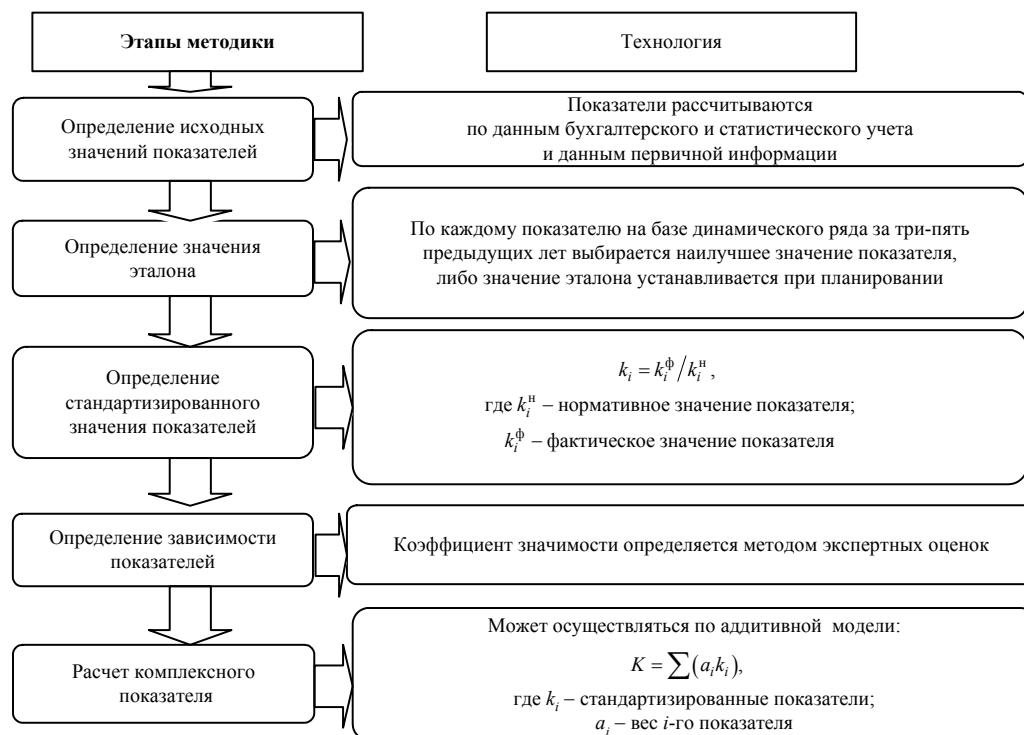 Этапы методики
Технология
Определение исходных
значений показателей
Показатели рассчитываются
по данным бухгалтерского и статистического учета
и данным первичной информации
Определение значения
эталона
По каждому показателю на базе динамического ряда за три-пять
предыдущих лет выбирается наилучшее значение показателя,
либо значение эталона устанавливается при планировании
Определение
стандартизированного
значения показателей
kᵢ = kᵢ^ф / kᵢ^н ,
где kᵢ^н – нормативное значение показателя;
kᵢ^ф – фактическое значение показателя
Определение зависимости
показателей
Коэффициент значимости определяется методом экспертных оценок
Расчет комплексного
показателя
Может осуществляться по аддитивной модели:
K = ∑(aᵢkᵢ),
где kᵢ – стандартизированные показатели;
aᵢ – вес i-го показателя